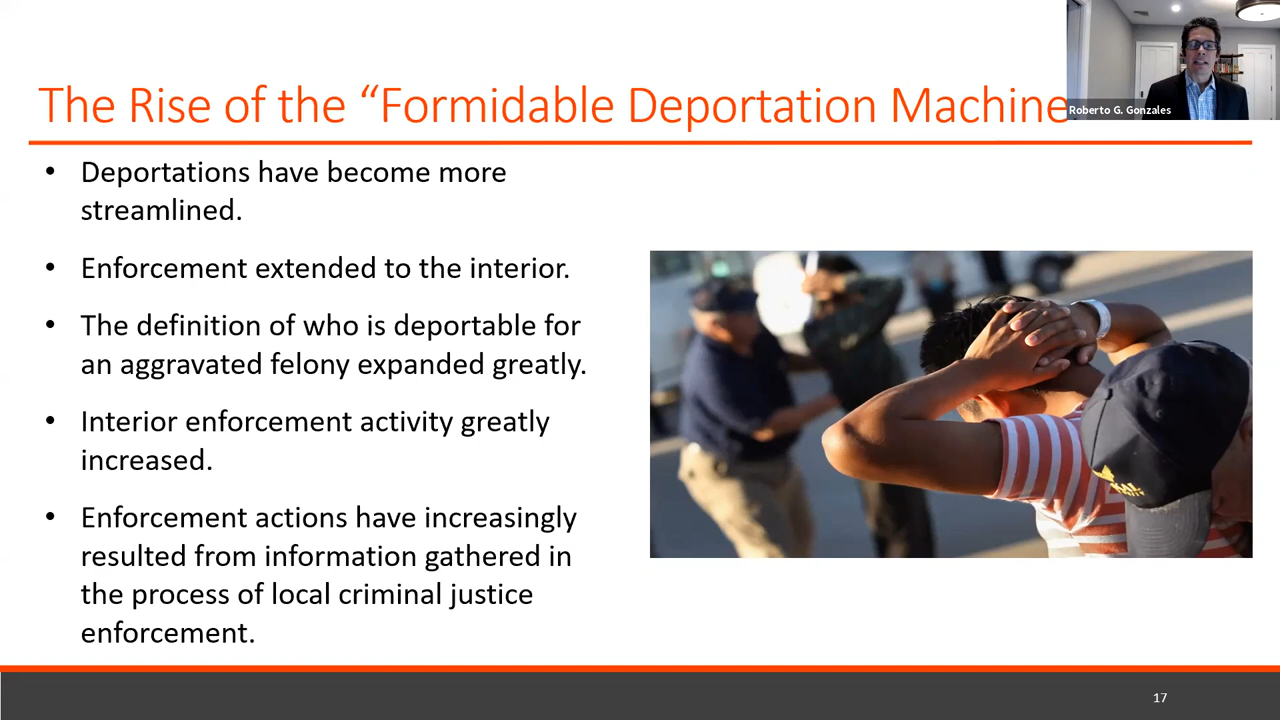 The Rise of the “Formidable Deportation Machine
Roberto G. Gonzales
• Deportations have become more
streamlined.
• Enforcement extended to the interior.
• The definition of who is deportable for
an aggravated felony expanded greatly.
• Interior enforcement activity greatly
increased.
• Enforcement actions have increasingly
resulted from information gathered in
the process of local criminal justice
enforcement.
17